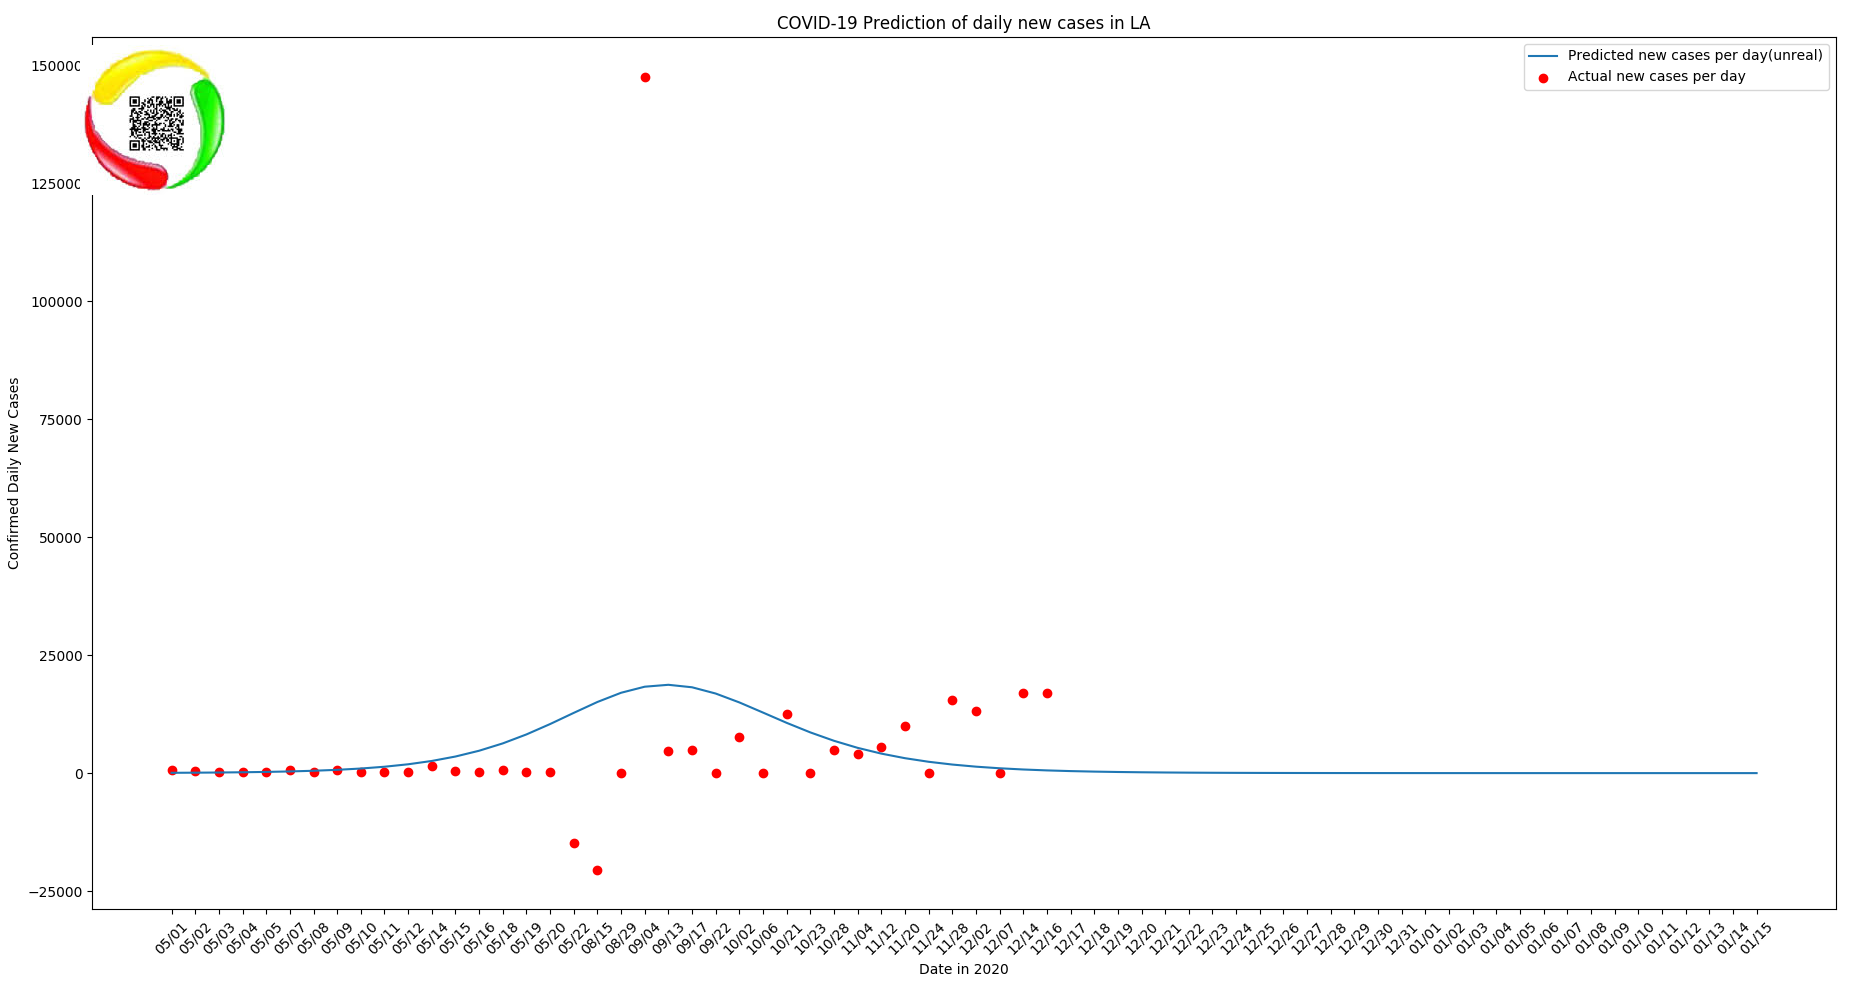 COVID-19 Prediction of daily new cases in LA
Predicted new cases per day(unreal)
Actual new cases per day
Confirmed Daily New Cases
150000
125000
100000
75000
50000
25000
0
−25000
05/01 05/02 05/03 05/04 05/05 05/07 05/08 05/09 05/10 05/11 05/12 05/14 05/15 05/16 05/18 05/19 05/20 05/22 08/15 08/29 09/04 09/13 09/17 09/22 10/02 10/06 10/21 10/23 10/28 11/04 11/12 11/20 11/24 11/28 12/02 12/07 12/14 12/16 12/17 12/18 12/19 12/20 12/21 12/22 12/23 12/24 12/25 12/26 12/27 12/28 12/29 12/30 12/31 01/01 01/02 01/03 01/04 01/05 01/06 01/07 01/08 01/09 01/10 01/11 01/12 01/13 01/14 01/15
Date in 2020